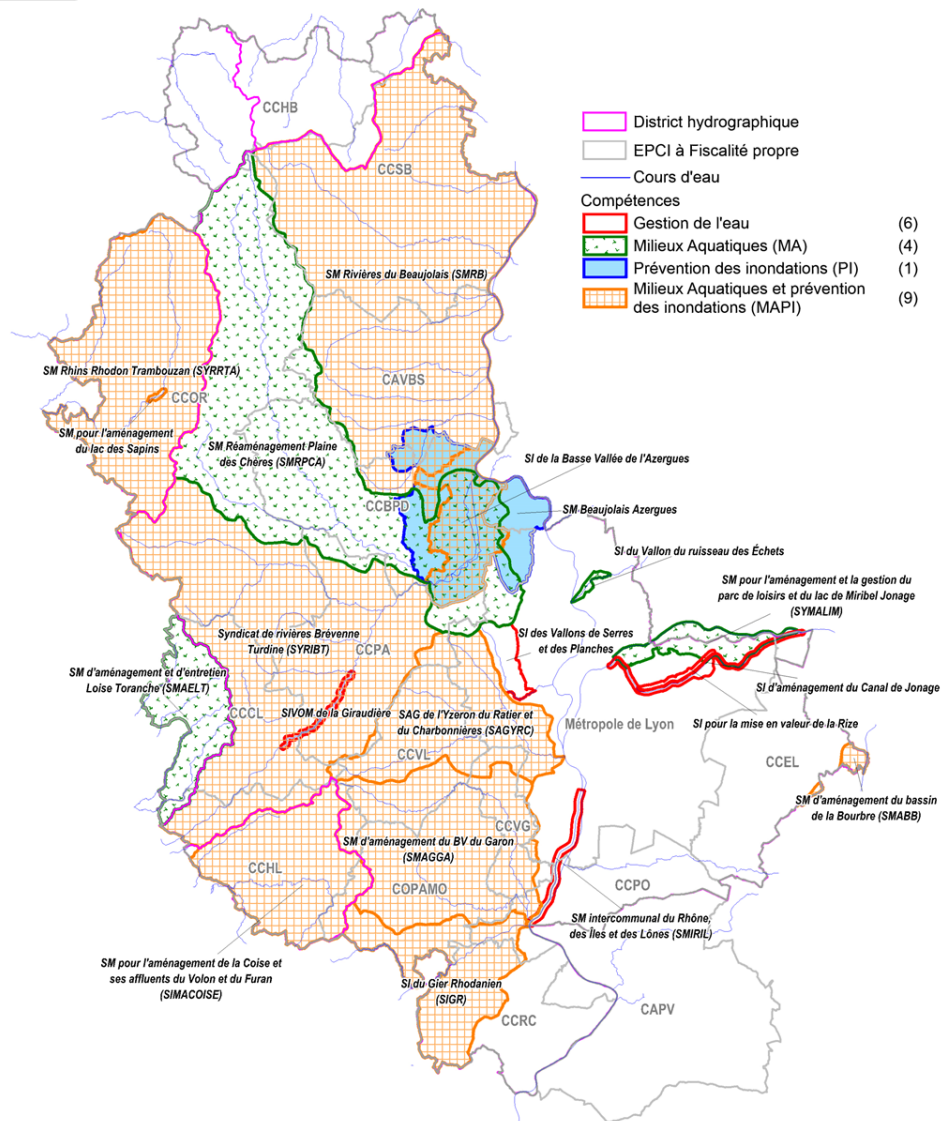 CCHB
CCSB
District hydrographique
EPCI à Fiscalité propre
Cours d'eau
Compétences
Gestion de l'eau (6)
Milieux Aquatiques (MA) (4)
Prévention des inondations (PI) (1)
Milieux Aquatiques et prévention (9)
des inondations (MAPI)
SM Rivières du Beaujolais (SMRB)
SM Rhins Rhodon Trambouzan (SYRRTA)
CCOR
CAVBS
SM pour l'aménagement
du lac des Sapins
SM Réaménagement Plaine
des Chères (SMRPCA)
SI de la Basse Vallée de l'Azergues
CCBPD
SM Beaujolais Azergues
SI du Vallon du ruisseau des Échets
SM pour l'aménagement et la gestion du
parc de loisirs et du lac de Miribel Jonage
(SYMALIM)
Syndicat de rivières Brévenne
Turdine (SYRIBT)
CCPA
SI des Vallons de Serres
et des Planches
SM d'aménagement et d'entretien
Loise Toranche (SMAELT)
CCCL
SIVOM de la Giraudière
SAG de l'Yzeron du Ratier et
du Charbonnières (SAGYRC)
SI d'aménagement du Canal de Jonage
Métropole de Lyon
SI pour la mise en valeur de la Rize
CCVL
CCEL
SM d'aménagement du bassin
de la Bourbre (SMABB)
CCVG
SM d'aménagement du BV du Garon
(SMAGGA)
CCHL
COPAMO
CCPO
SM intercommunal du Rhône,
des Îles et des Lônes (SMIRIL)
SM pour l'aménagement de la Coise et
ses affluents du Volon et du Furan
(SIMACOISE)
SI du Gier Rhodanien
(SIGR)
CCRC
CAPV